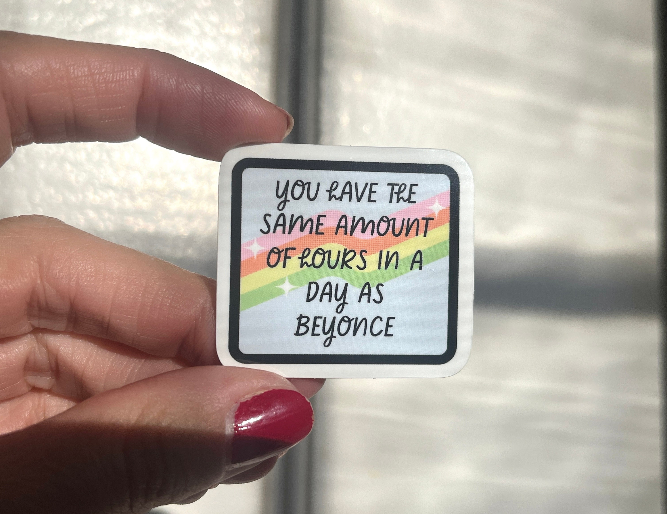 YOU HAVE THE
SAME AMOUNT
OF HOURS IN A
DAY AS
BEYONCE